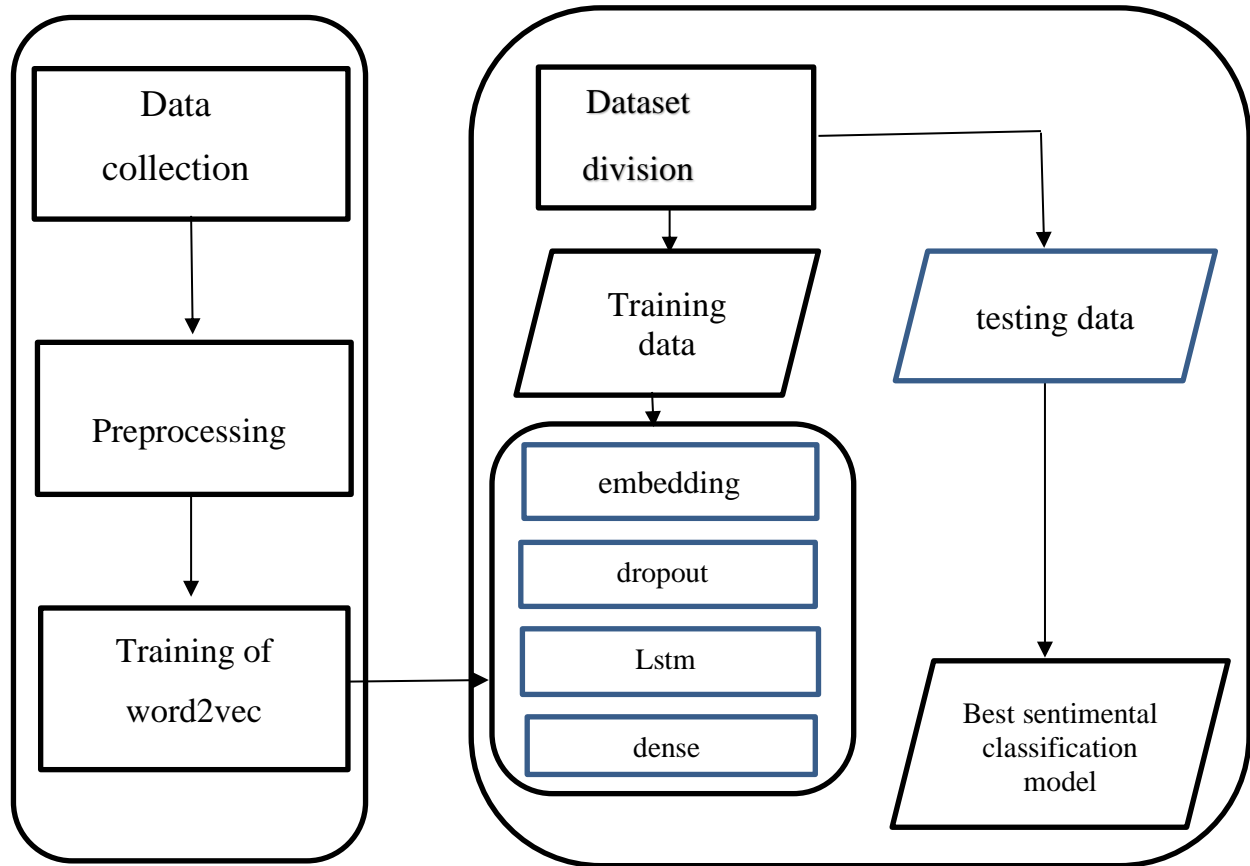 Data
collection
Preprocessing
Training of
word2vec
Dataset
division
Training
data
testing data
embedding
dropout
Lstm
dense
Best sentimental
classification
model